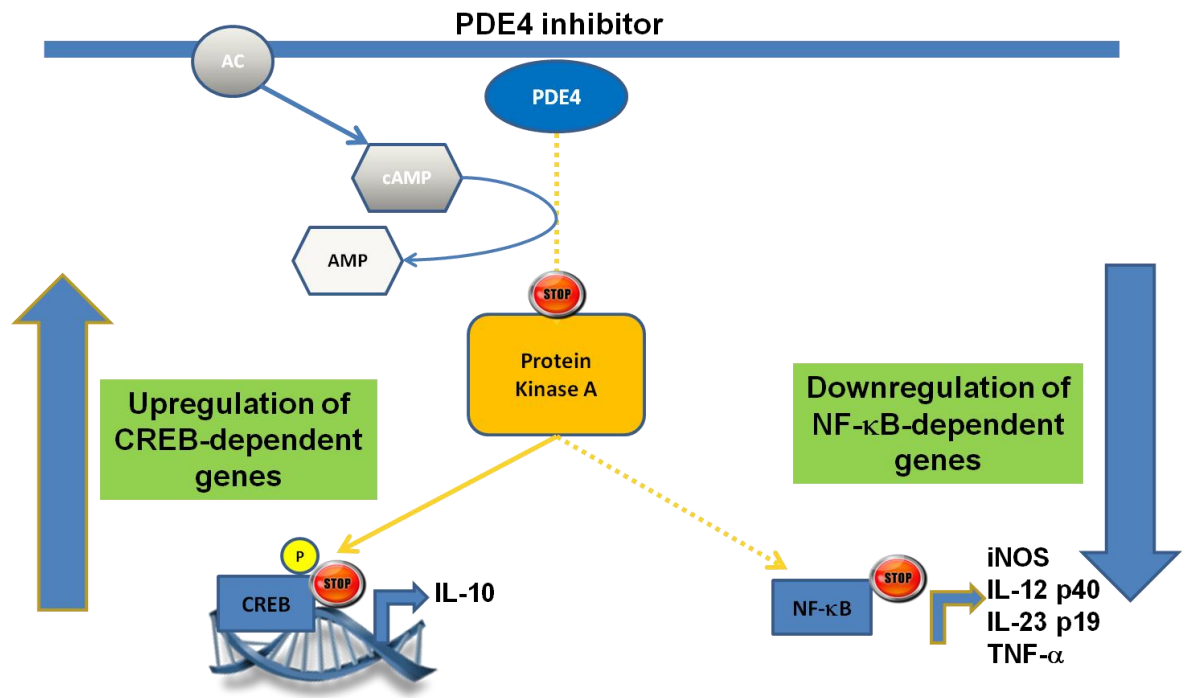 PDE4 inhibitor
AC
PDE4
cAMP
AMP
STOP
Protein
Kinase A
Upregulation of
CREB-dependent
genes
Downregulation of
NF-κB-dependent
genes
P
STOP
CREB
IL-10
STOP
NF-κB
iNOS
IL-12 p40
IL-23 p19
TNF-α